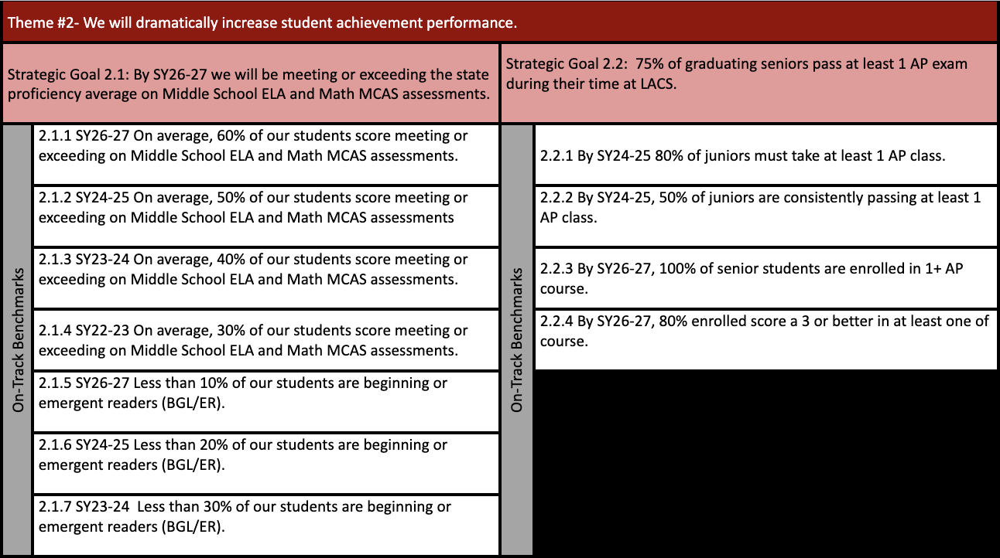 Theme #2- We will dramatically increase student achievement performance.
Strategic Goal 2.1: By SY26-27 we will be meeting or exceeding the state
proficiency average on Middle School ELA and Math MCAS assessments.
On-Track Benchmarks
2.1.1 SY26-27 On average, 60% of our students score meeting or
exceeding on Middle School ELA and Math MCAS assessments.
2.1.2 SY24-25 On average, 50% of our students score meeting or
exceeding on Middle School ELA and Math MCAS assessments
2.1.3 SY23-24 On average, 40% of our students score meeting or
exceeding on Middle School ELA and Math MCAS assessments.
2.1.4 SY22-23 On average, 30% of our students score meeting or
exceeding on Middle School ELA and Math MCAS assessments.
2.1.5 SY26-27 Less than 10% of our students are beginning or
emergent readers (BGL/ER).
2.1.6 SY24-25 Less than 20% of our students are beginning or
emergent readers (BGL/ER).
2.1.7 SY23-24  Less than 30% of our students are beginning or
emergent readers (BGL/ER).
Strategic Goal 2.2:  75% of graduating seniors pass at least 1 AP exam
during their time at LACS.
On-Track Benchmarks
2.2.1 By SY24-25 80% of juniors must take at least 1 AP class.
2.2.2 By SY24-25, 50% of juniors are consistently passing at least 1
AP class.
2.2.3 By SY26-27, 100% of senior students are enrolled in 1+ AP
course.
2.2.4 By SY26-27, 80% enrolled score a 3 or better in at least one of
course.